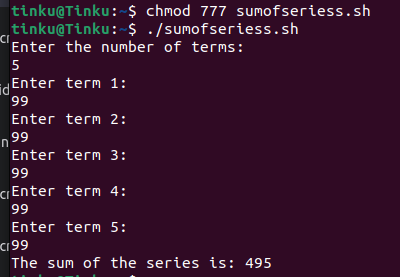 tinku@Tinku:~$ chmod 777 sumofseriess.sh
tinku@Tinku:~$ ./sumofseriess.sh
Enter the number of terms:
5
Enter term 1:
99
Enter term 2:
99
Enter term 3:
99
Enter term 4:
99
Enter term 5:
99
The sum of the series is: 495